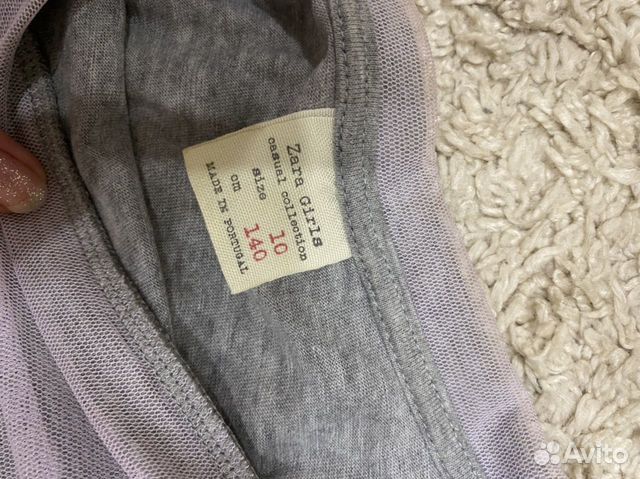 Zara Girls
casual collection
size 10
cm 140
MADE IN PORTUGAL
Avito